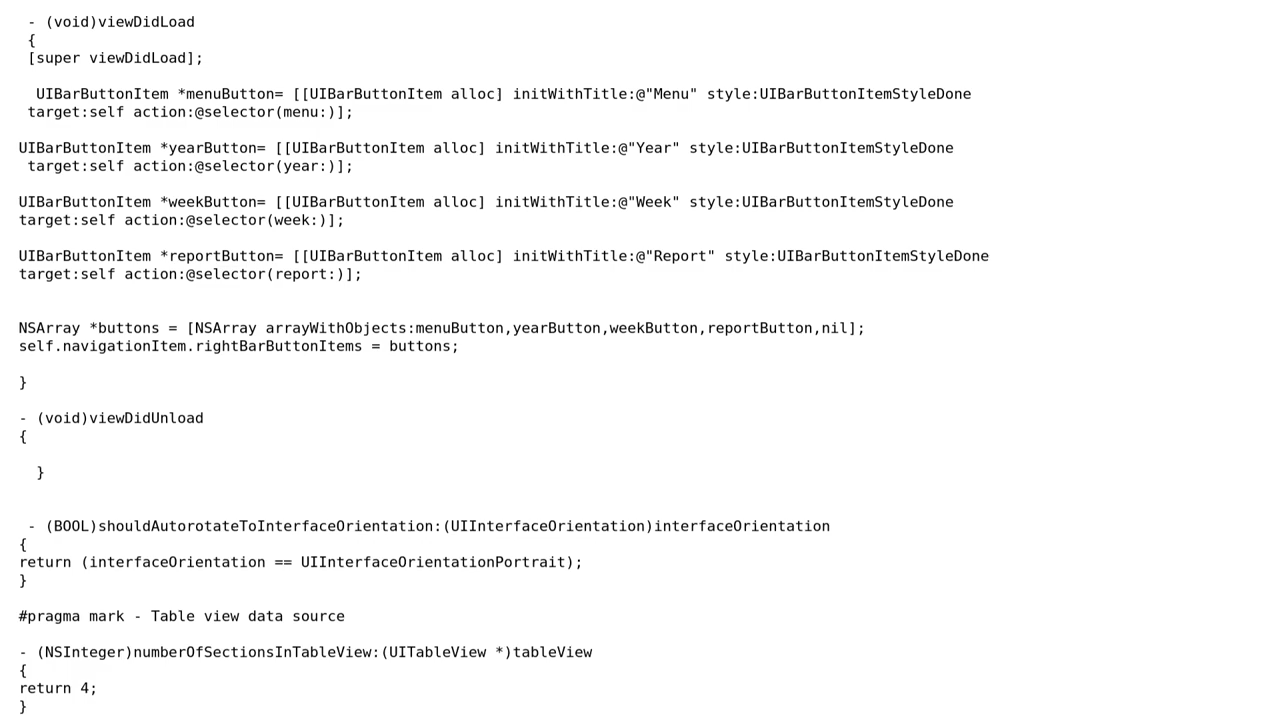 - (void)viewDidLoad
{
[super viewDidLoad];
UIBarButtonItem *menuButton= [[UIBarButtonItem alloc] initWithTitle:@"Menu" style:UIBarButtonItemStyleDone
target:self action:@selector(menu:)];
UIBarButtonItem *yearButton= [[UIBarButtonItem alloc] initWithTitle:@"Year" style:UIBarButtonItemStyleDone
target:self action:@selector(year:)];
UIBarButtonItem *weekButton= [[UIBarButtonItem alloc] initWithTitle:@"Week" style:UIBarButtonItemStyleDone
target:self action:@selector(week:)];
UIBarButtonItem *reportButton= [[UIBarButtonItem alloc] initWithTitle:@"Report" style:UIBarButtonItemStyleDone
target:self action:@selector(report:)];
NSArray *buttons = [NSArray arrayWithObjects:menuButton,yearButton,weekButton,reportButton,nil];
self.navigationItem.rightBarButtonItems = buttons;
}
- (void)viewDidUnload
{
}
- (BOOL)shouldAutorotateToInterfaceOrientation:(UIInterfaceOrientation)interfaceOrientation
{
return (interfaceOrientation == UIInterfaceOrientationPortrait);
}
#pragma mark - Table view data source
- (NSInteger)numberOfSectionsInTableView:(UITableView *)tableView
{
return 4;
}